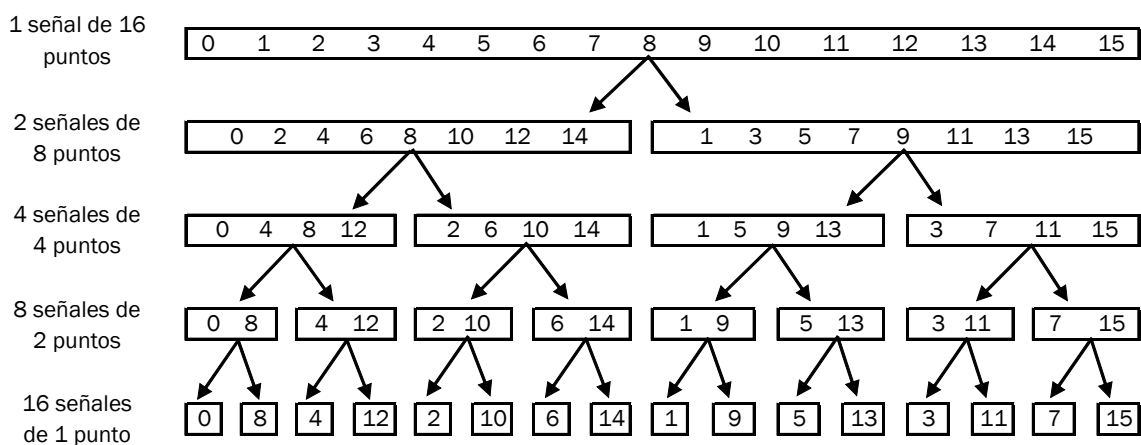 1 señal de 16
puntos
0 1 2 3 4 5 6 7 8 9 10 11 12 13 14 15
2 señales de
8 puntos
0 2 4 6 8 10 12 14
1 3 5 7 9 11 13 15
4 señales de
4 puntos
0 4 8 12
2 6 10 14
1 5 9 13
3 7 11 15
8 señales de
2 puntos
0 8
4 12
2 10
6 14
1 9
5 13
3 11
7 15
16 señales
de 1 punto
0
8
4
12
2
10
6
14
1
9
5
13
3
11
7
15